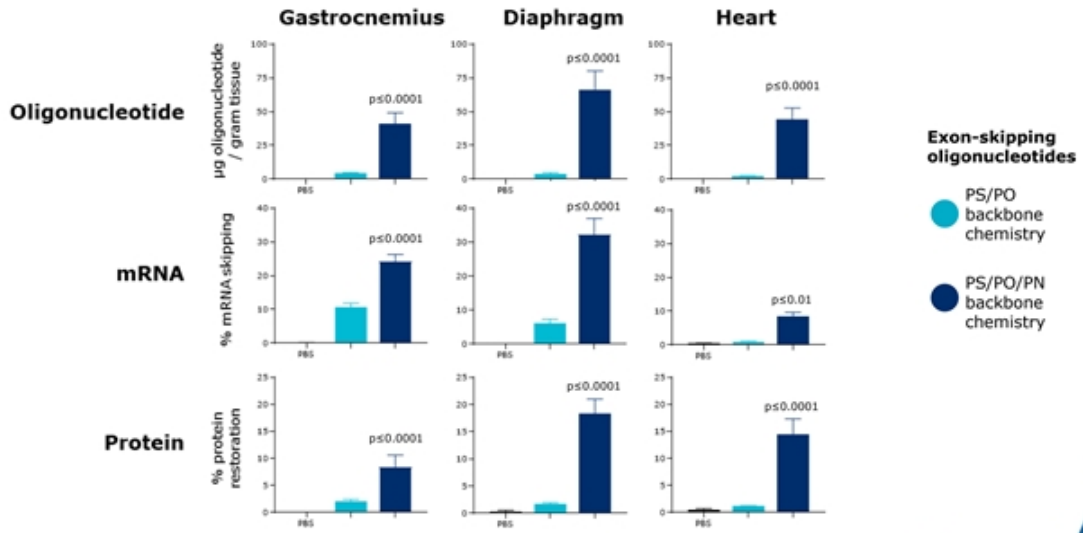 Gastrocnemius Diaphragm Heart
Oligonucleotide
µg oligonucleotide
/ gram tissue
100
75
50
25
0
p≤0.0001
PBS
100
75
50
25
0
p≤0.0001
PBS
100
75
50
25
0
p≤0.0001
PBS
mRNA
% mRNA skipping
40
30
20
10
0
p≤0.0001
PBS
40
30
20
10
0
p≤0.0001
PBS
40
30
20
10
0
p≤0.01
PBS
Protein
% protein
restoration
25
20
15
10
5
0
p≤0.0001
PBS
25
20
15
10
5
0
p≤0.0001
PBS
25
20
15
10
5
0
p≤0.0001
PBS
Exon-skipping
oligonucleotides
PS/PO
backbone
chemistry
PS/PO/PN
backbone
chemistry